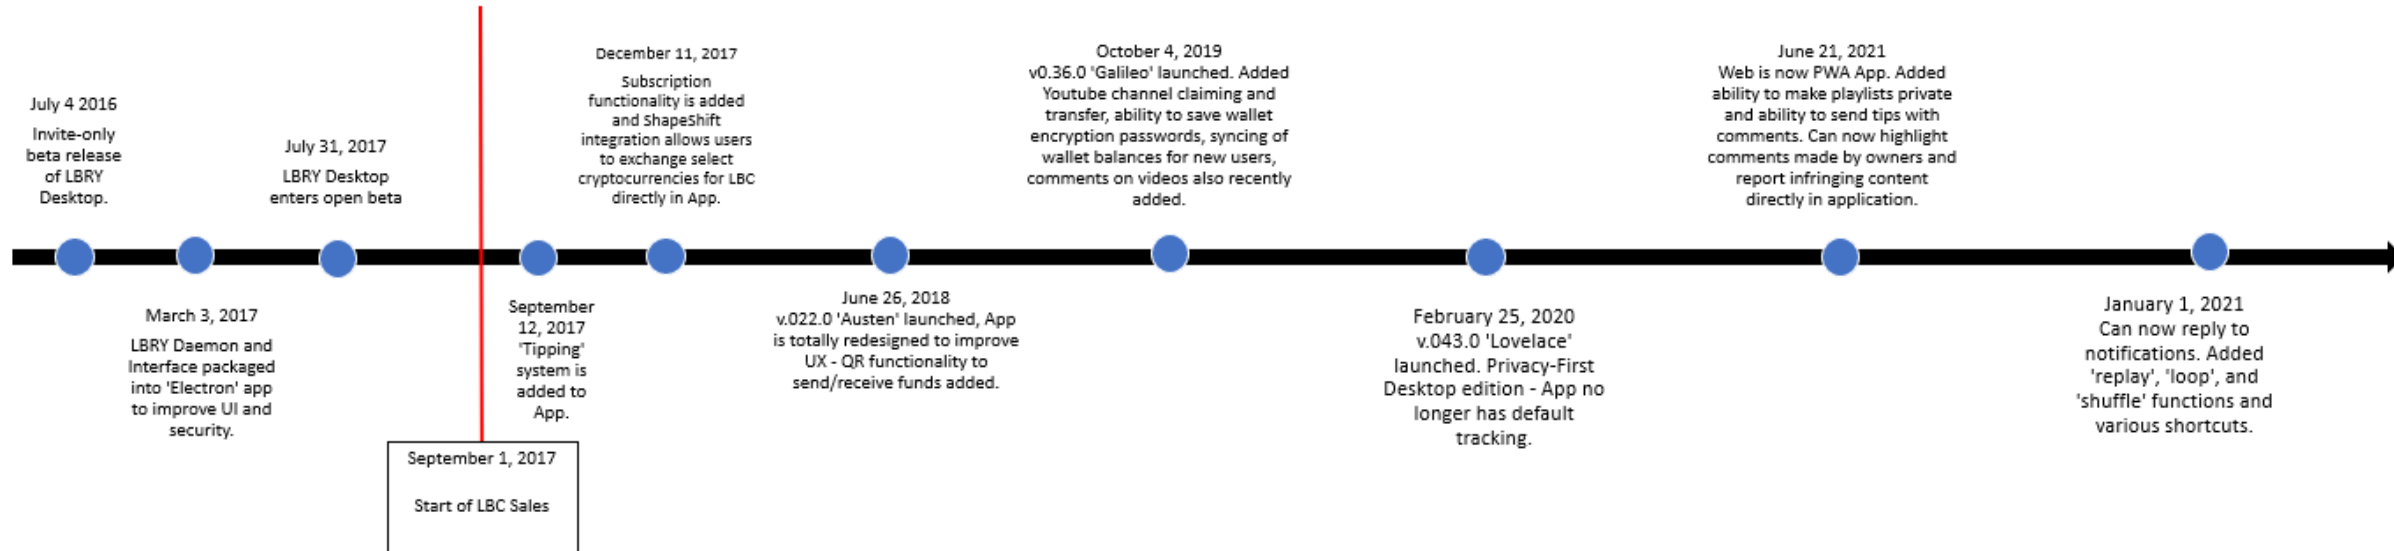 July 4 2016
Invite-only
beta release
of LBRY
Desktop.
March 3, 2017
LBRY Daemon and
Interface packaged
into 'Electron' app
to improve UI and
security.
July 31, 2017
LBRY Desktop
enters open beta
September 1, 2017
Start of LBC Sales
September
12, 2017
'Tipping'
system is
added to
App.
December 11, 2017
Subscription
functionality is added
and ShapeShift
integration allows users
to exchange select
cryptocurrencies for LBC
directly in App.
June 26, 2018
v.022.0 'Austen' launched, App
is totally redesigned to improve
UX - QR functionality to
send/receive funds added.
October 4, 2019
v0.36.0 'Galileo' launched. Added
Youtube channel claiming and
transfer, ability to save wallet
encryption passwords, syncing of
wallet balances for new users,
comments on videos also recently
added.
February 25, 2020
v.043.0 'Lovelace'
launched. Privacy-First
Desktop edition - App no
longer has default
tracking.
June 21, 2021
Web is now PWA App. Added
ability to make playlists private
and ability to send tips with
comments. Can now highlight
comments made by owners and
report infringing content
directly in application.
January 1, 2021
Can now reply to
notifications. Added
'replay', 'loop', and
'shuffle' functions and
various shortcuts.